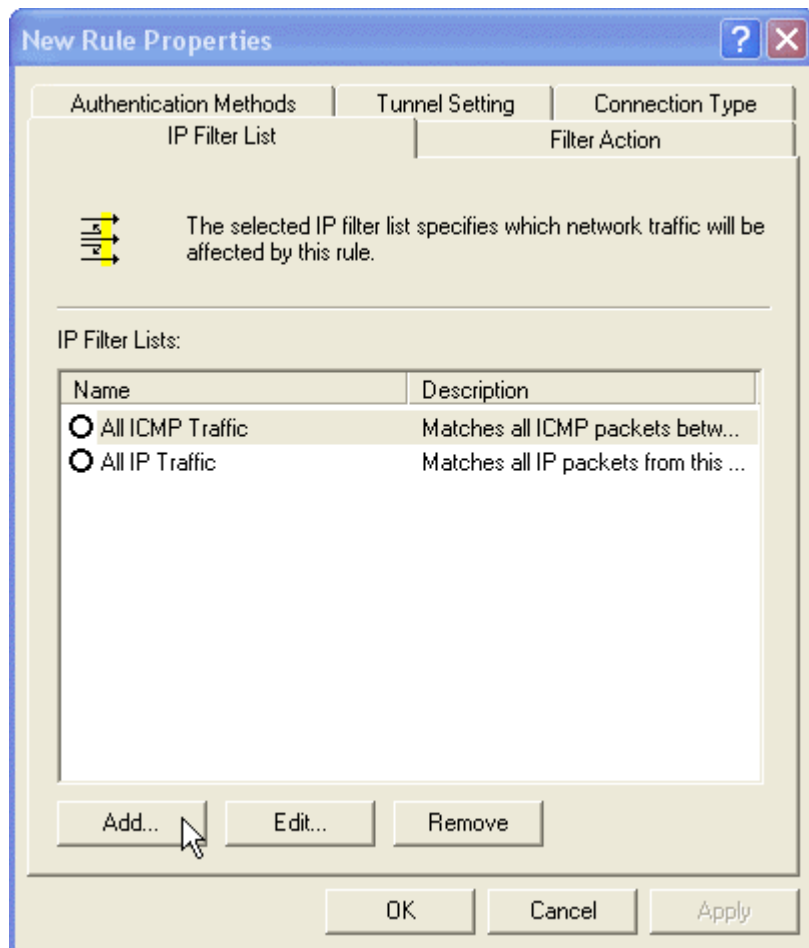 New Rule Properties
Authentication Methods Tunnel Setting Connection Type
IP Filter List Filter Action
The selected IP filter list specifies which network traffic will be
affected by this rule.
IP Filter Lists:
Name Description
All ICMP Traffic Matches all ICMP packets betw...
All IP Traffic Matches all IP packets from this ...
Add... Edit... Remove
OK Cancel Apply